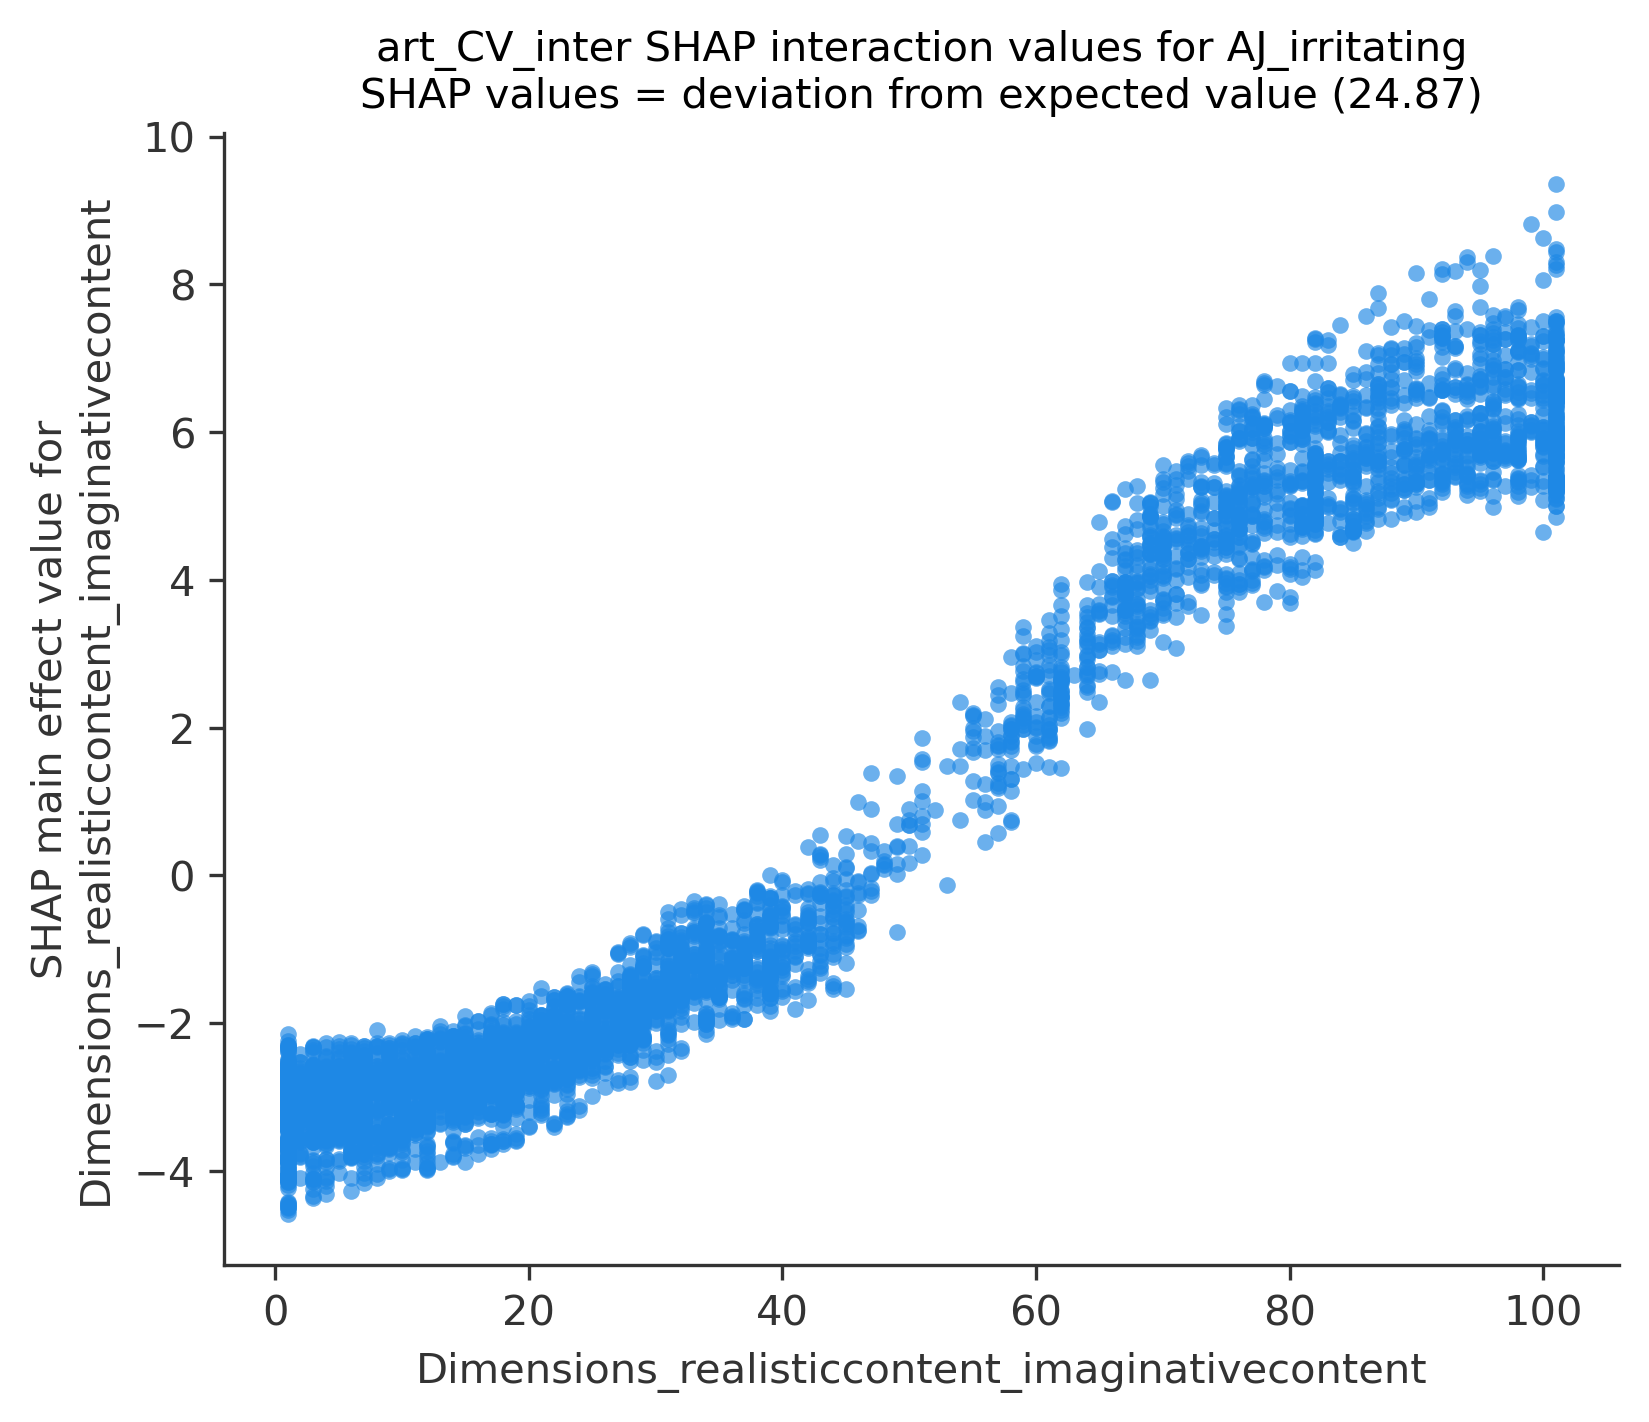 art_CV_inter SHAP interaction values for AJ_irritating
SHAP values = deviation from expected value (24.87)
SHAP main effect value for
Dimensions_realisticcontent_imaginativecontent
10
8
6
4
2
0
−2
−4
0
20
40
60
80
100
Dimensions_realisticcontent_imaginativecontent